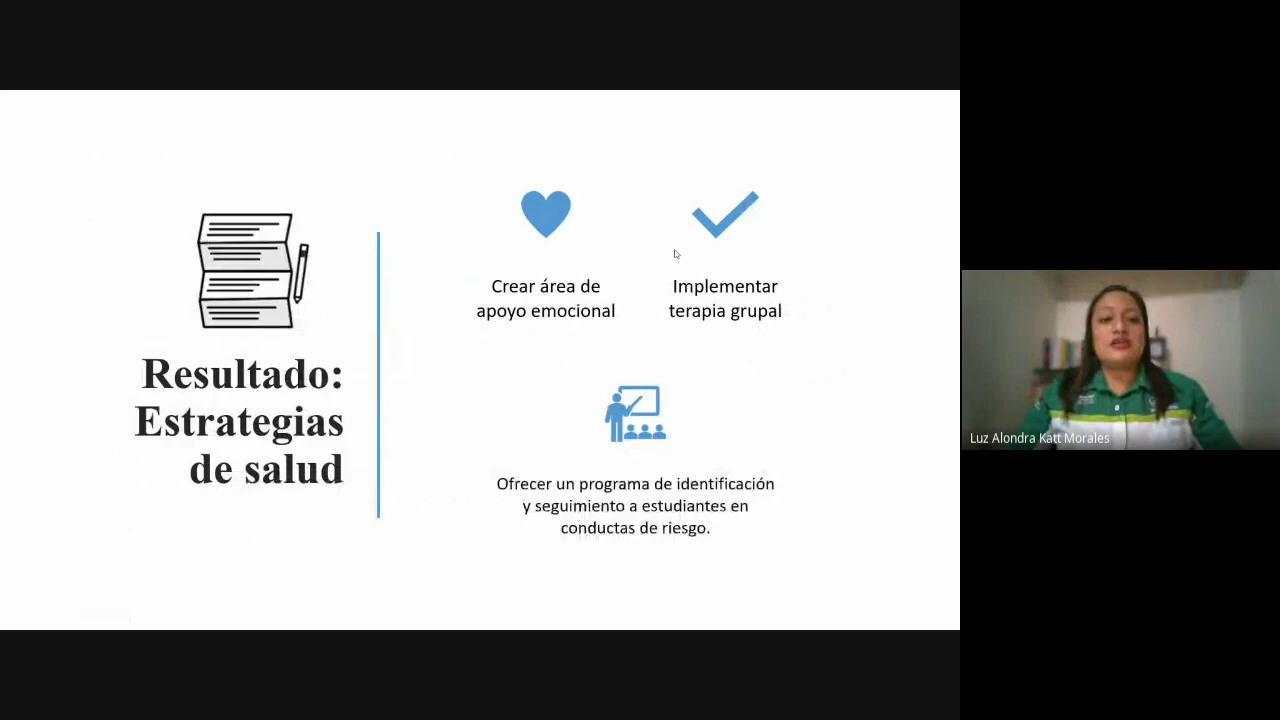 Resultado:
Estrategias
de salud
Crear área de
apoyo emocional
Implementar
terapia grupal
Ofrecer un programa de identificación
y seguimiento a estudiantes en
conductas de riesgo.
Luz Alondra Katt Morales